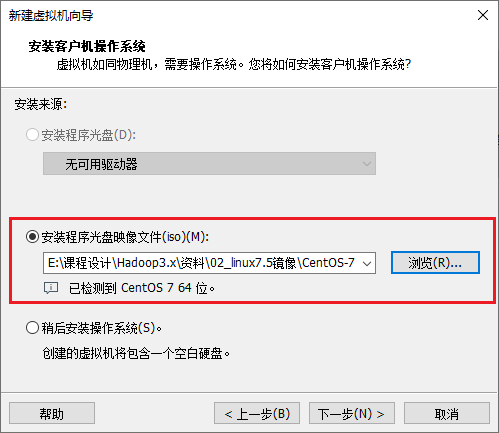 新建虚拟机向导
安装客户机操作系统
虚拟机如同物理机，需要操作系统。您将如何安装客户机操作系统?
安装来源:
安装程序光盘(D):
无可用驱动器
安装程序光盘映像文件(iso)(M):
E:\课程设计\Hadoop3.x\资料\02_linux7.5镜像\CentOS-7
浏览(R)...
已检测到 CentOS 7 64 位。
稍后安装操作系统(S)。
创建的虚拟机将包含一个空白硬盘。
帮助
< 上一步(B)
下一步(N) >
取消